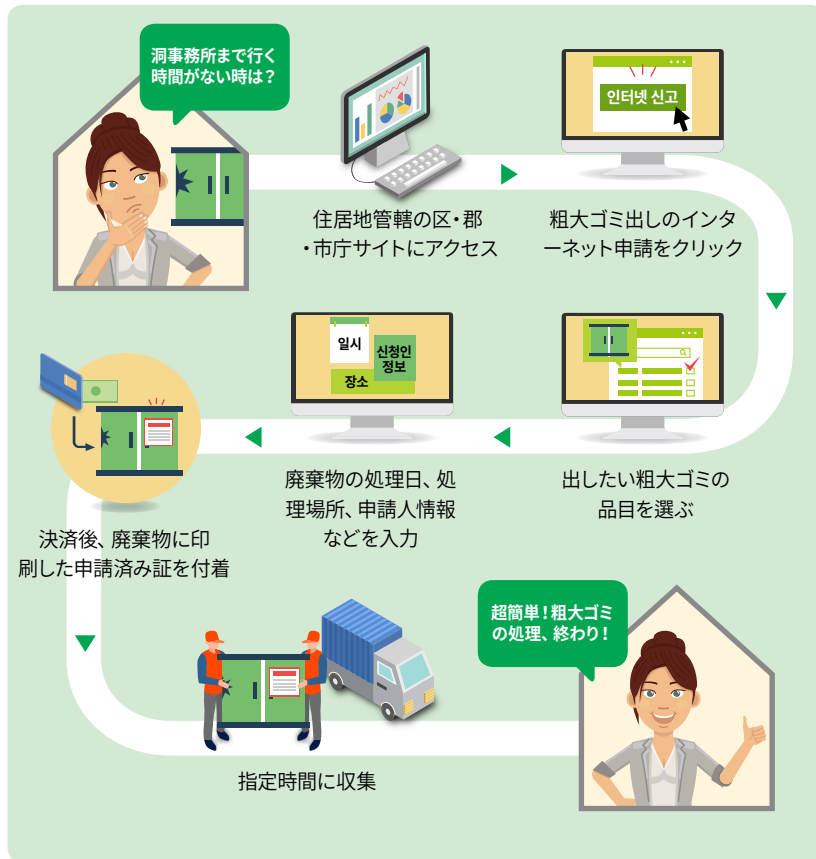 洞事務所まで行く
時間がない時は？
住居地管轄の区・郡
・市庁サイトにアクセス
인터넷 신고
粗大ゴミ出しのインタ
ーネット申請をクリック
出したい粗大ゴミの
品目を選ぶ
일시
신청인
정보
장소
廃棄物の処理日、処
理場所、申請人情報
などを入力
決済後、廃棄物に印
刷した申請済み証を付着
指定時間に収集
超簡単！粗大ゴミ
の処理、終わり！